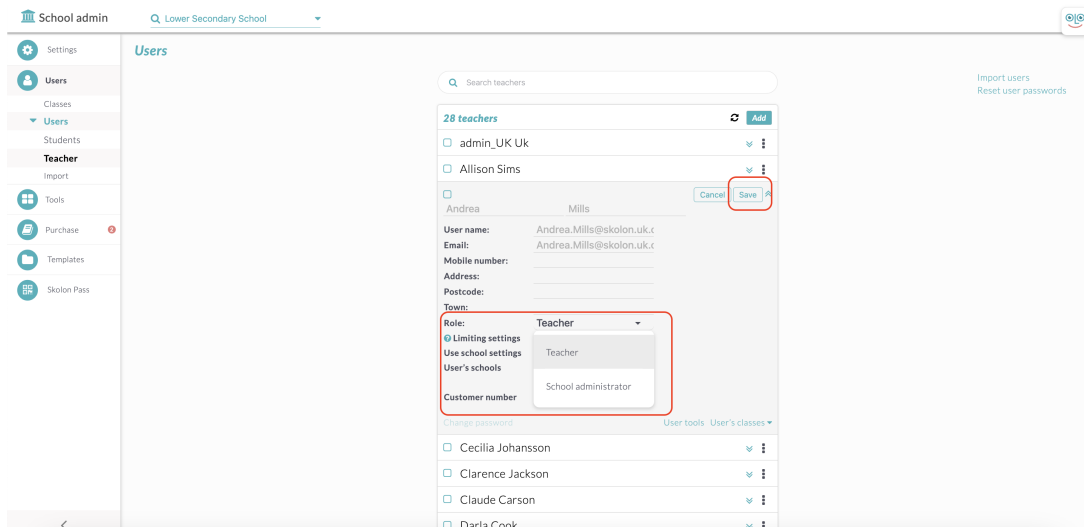 School admin
Lower Secondary School
Settings
Users
Classes
Users
Students
Teacher
Import
Tools
Purchase 2
Templates
Skolon Pass
Users
Search teachers
Import users
Reset user passwords
28 teachers Add
admin_UK Uk
Allison Sims
Cancel Save
Andrea Mills
User name: Andrea.Mills@skolon.uk.c
Email: Andrea.Mills@skolon.uk.c
Mobile number:
Address:
Postcode:
Town:
Role: Teacher
? Limiting settings
Use school settings
Teacher
User's schools
School administrator
Customer number
Change password User tools User's classes
Cecilia Johansson
Clarence Jackson
Claude Carson
Darla Cook